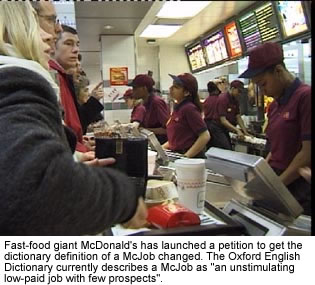 Fast-food giant McDonald's has launched a petition to get the
dictionary definition of a McJob changed. The Oxford English
Dictionary currently describes a McJob as "an unstimulating
low-paid job with few prospects".